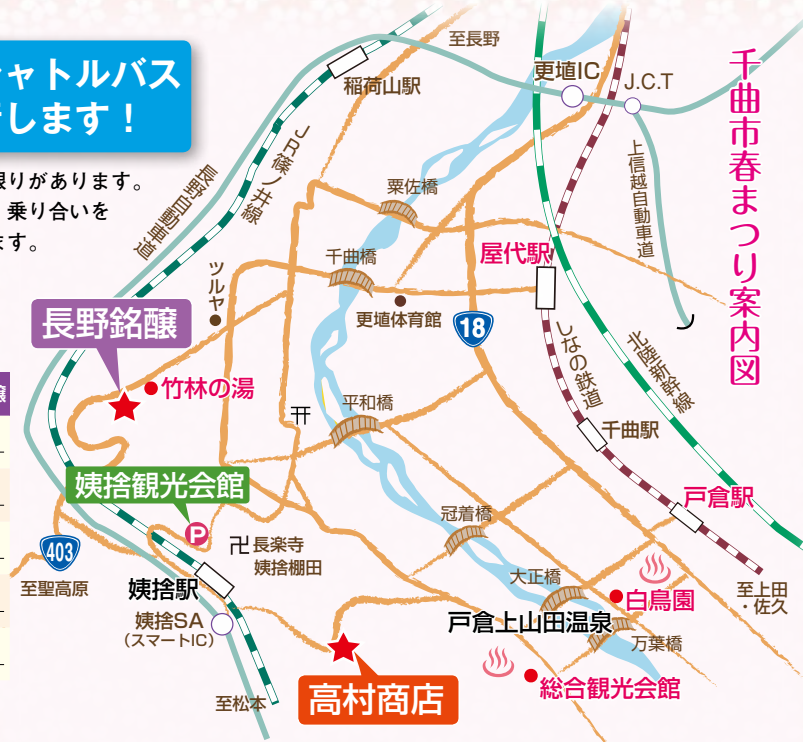 ャトルバス
します！
限りがあります。
乗り合いを
ます。
千曲市春まつり案内図
至長野
更埴IC
J.C.T
稲荷山駅
JR篠ノ井線
長野自動車道
上信越自動車道
粟佐橋
屋代駅
千曲橋
ツルヤ
更埴体育館
18
長野銘醸
しなの鉄道
北陸新幹線
竹林の湯
平和橋
千曲駅
姨捨観光会館
P
戸倉駅
冠着橋
卍長楽寺
姨捨棚田
403
至聖高原
姨捨駅
大正橋
白鳥園
至上田
・佐久
姨捨SA
(スマートIC)
戸倉上山田温泉
万葉橋
総合観光会館
高村商店
至松本